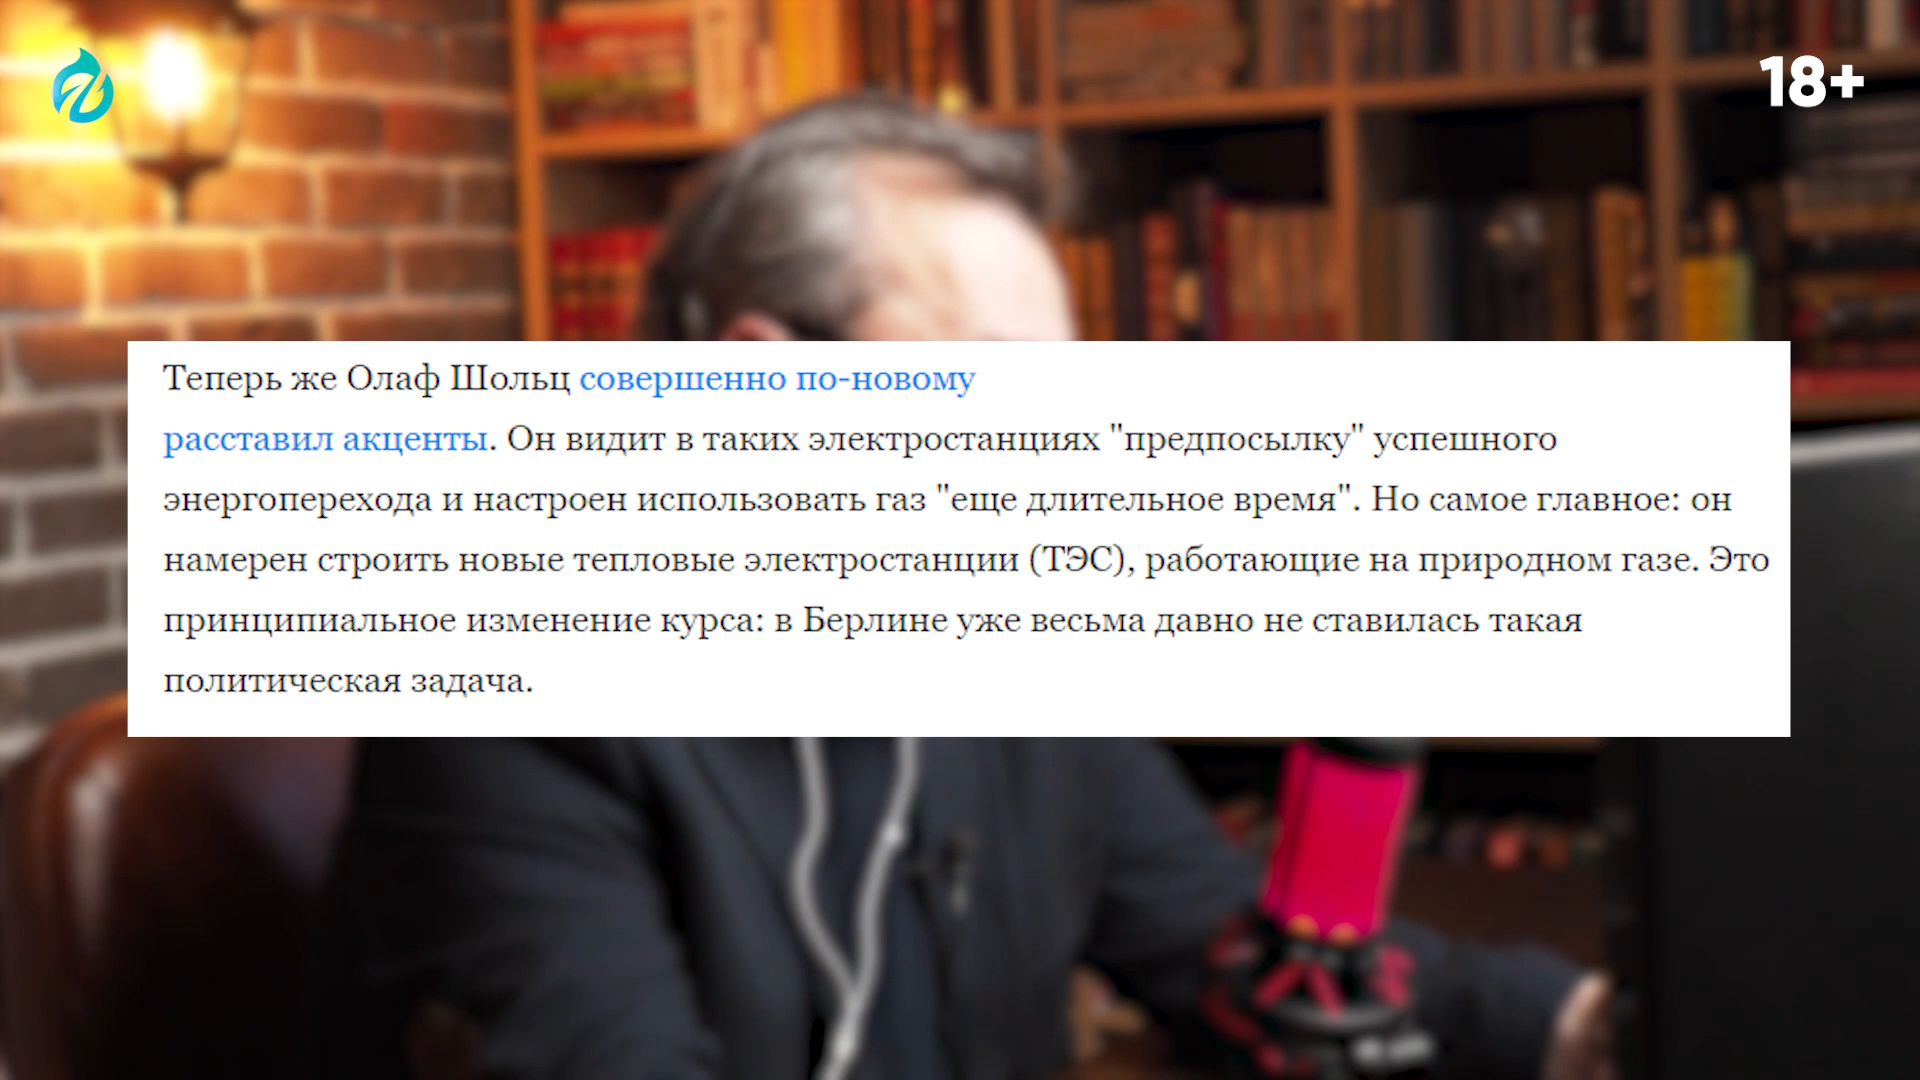 18+
Теперь же Олаф Шольц совершенно по-новому
расставил акценты. Он видит в таких электростанциях "предпосылку" успешного
энергоперехода и настроен использовать газ "еще длительное время". Но самое главное: он
намерен строить новые тепловые электростанции (ТЭС), работающие на природном газе. Это
принципиальное изменение курса: в Берлине уже весьма давно не ставилась такая
политическая задача.